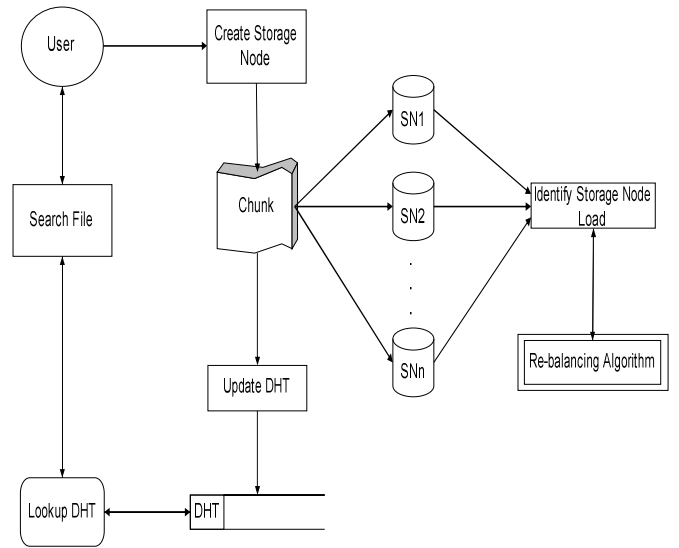 User
Create Storage
Node
SN1
Chunk
SN2
Identify Storage Node
Load
Search File
.
.
.
SNn
Re-balancing Algorithm
Update DHT
Lookup DHT
DHT